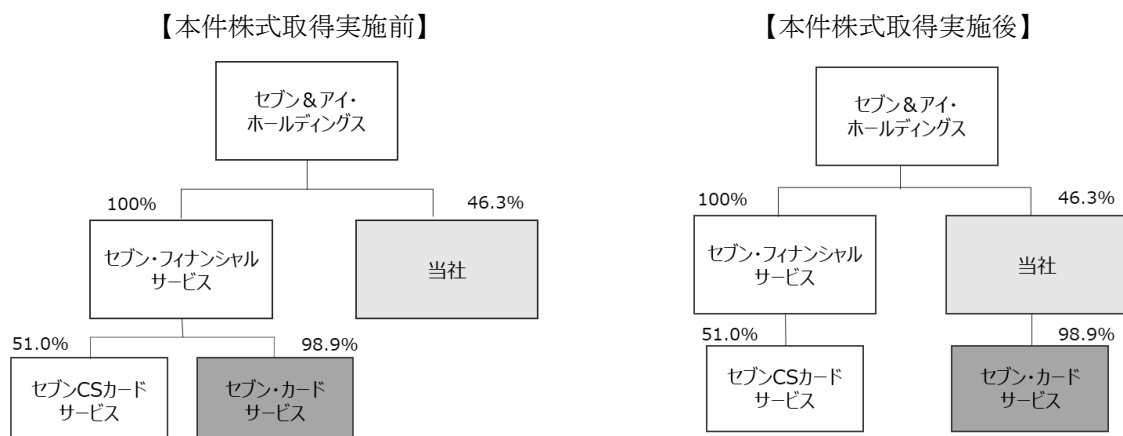 【本件株式取得実施前】
セブン＆アイ・
ホールディングス
100%
46.3%
セブン・フィナンシャル
サービス
当社
51.0%
98.9%
セブンCSカード
サービス
セブン・カード
サービス
【本件株式取得実施後】
セブン＆アイ・
ホールディングス
100%
46.3%
セブン・フィナンシャル
サービス
当社
51.0%
98.9%
セブンCSカード
サービス
セブン・カード
サービス